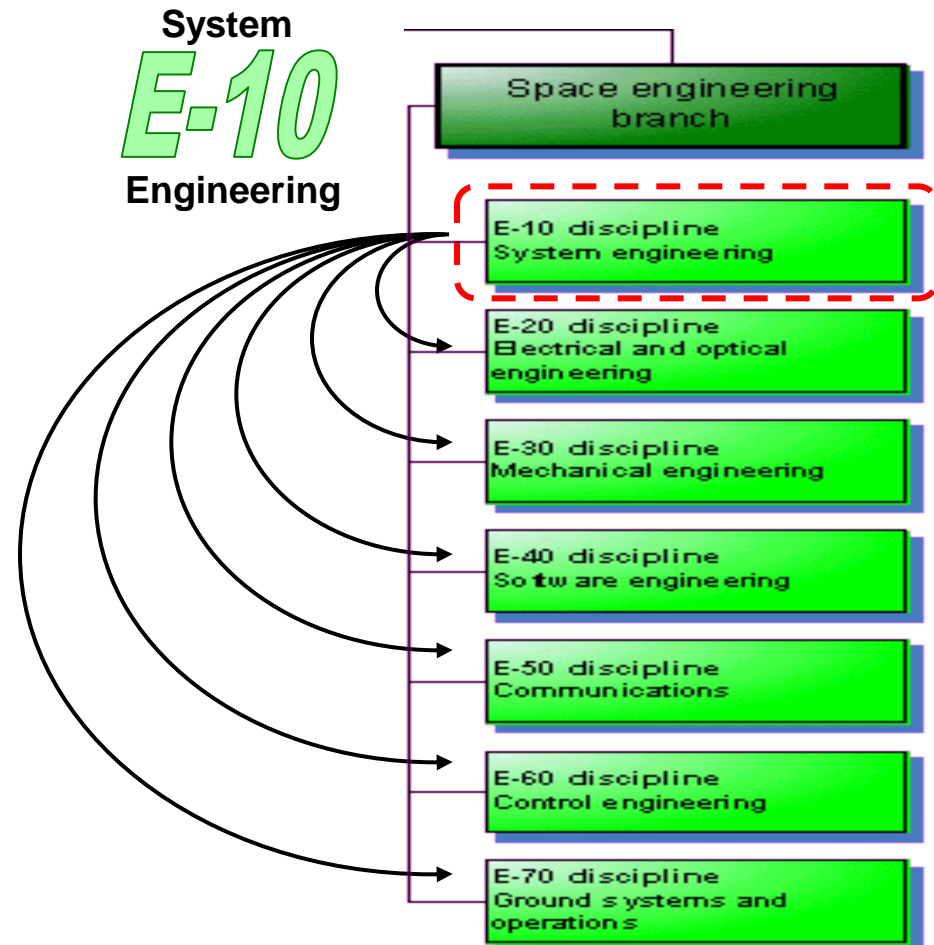 System
E-10
Engineering
Space engineering
branch
E-10 discipline
System engineering
E-20 discipline
Electrical and optical
engineering
E-30 discipline
Mechanical engineering
E-40 discipline
Software engineering
E-50 discipline
Communications
E-60 discipline
Control engineering
E-70 discipline
Ground systems and
operations